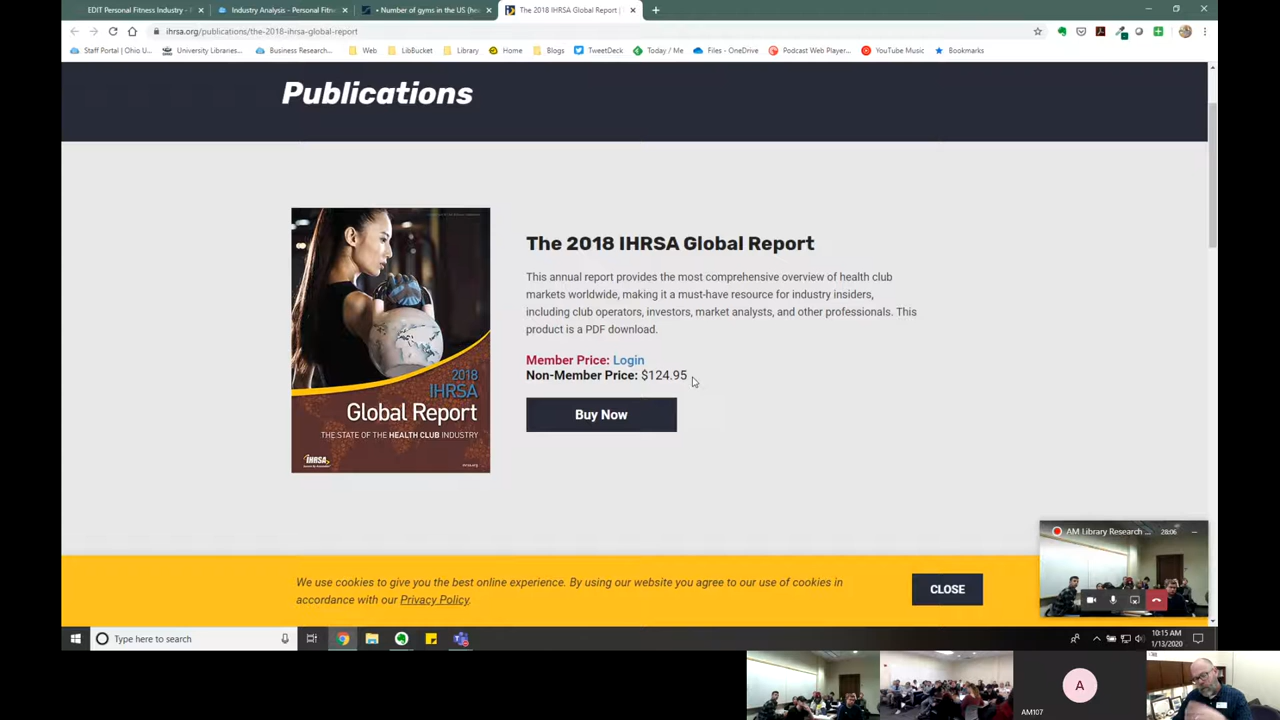 EDIT Personal Fitness Industry -
Industry Analysis - Personal Fitn
• Number of gyms in the US (he
The 2018 IHRSA Global Report |
ihrsa.org/publications/the-2018-ihrsa-global-report
Staff Portal | Ohio U...
University Libraries...
Business Research...
Web
LibBucket
Library
Home
Blogs
TweetDeck
Today / Me
Files - OneDrive
Podcast Web Player...
YouTube Music
Bookmarks
Publications
2018
IHRSA
Global Report
THE STATE OF THE HEALTH CLUB INDUSTRY
IHRSA
ihrsa.org
The 2018 IHRSA Global Report
This annual report provides the most comprehensive overview of health club
markets worldwide, making it a must-have resource for industry insiders,
including club operators, investors, market analysts, and other professionals. This
product is a PDF download.
Member Price: Login
Non-Member Price: $124.95
Buy Now
AM Library Research ...
28:06
We use cookies to give you the best online experience. By using our website you agree to our use of cookies in
accordance with our Privacy Policy.
CLOSE
Type here to search
10:15 AM
1/13/2020
A
AM107